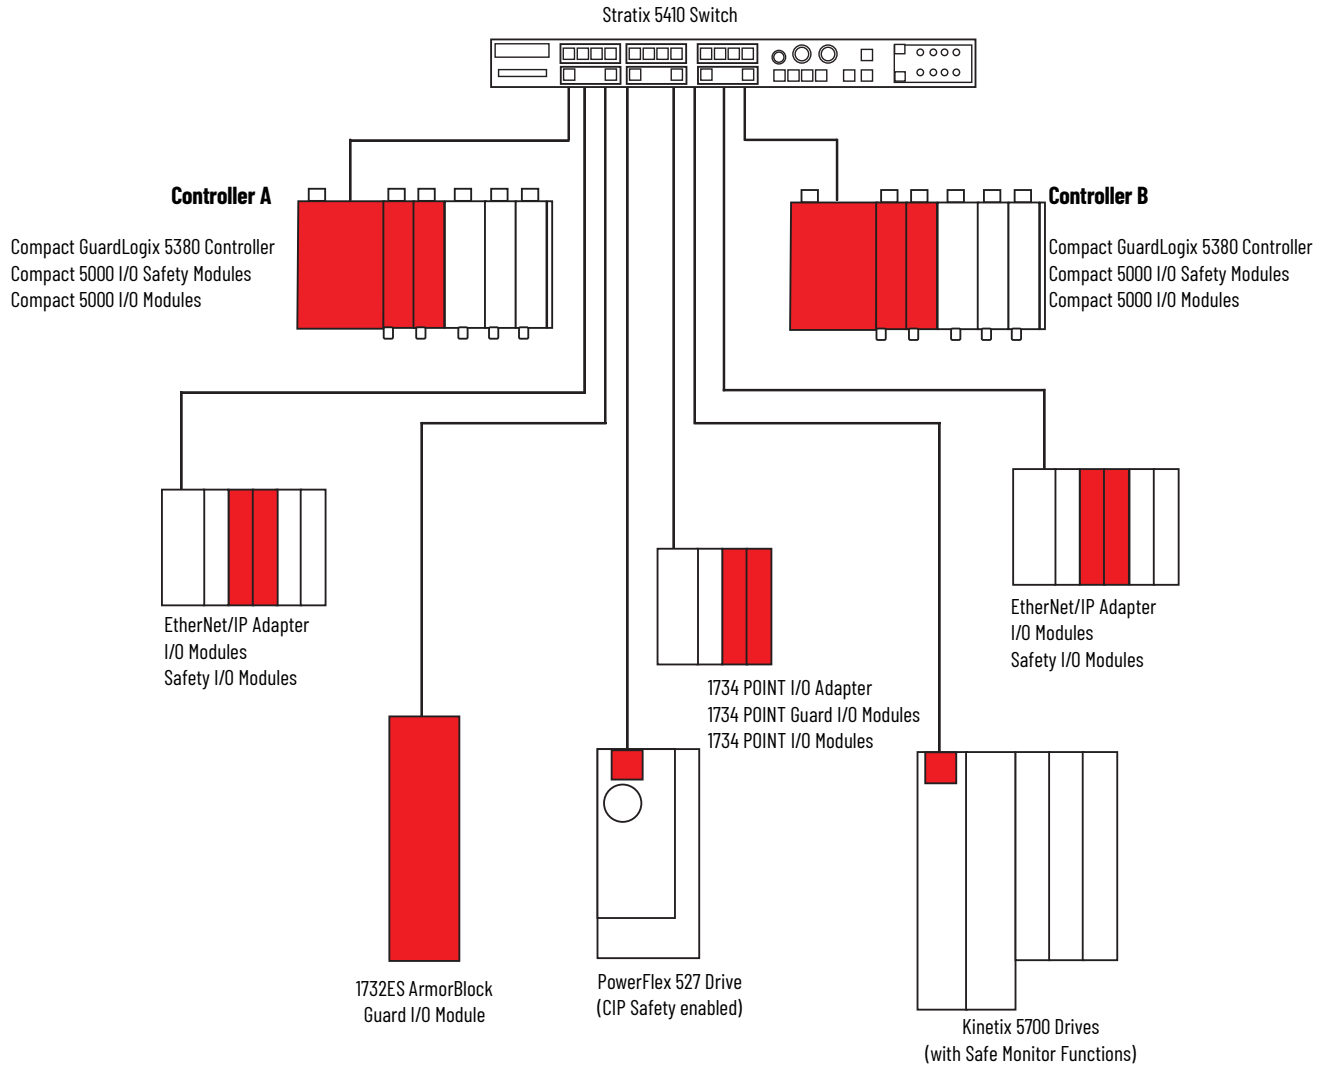 Stratix 5410 Switch
Controller A
Compact GuardLogix 5380 Controller
Compact 5000 I/O Safety Modules
Compact 5000 I/O Modules
Controller B
Compact GuardLogix 5380 Controller
Compact 5000 I/O Safety Modules
Compact 5000 I/O Modules
EtherNet/IP Adapter
I/O Modules
Safety I/O Modules
EtherNet/IP Adapter
I/O Modules
Safety I/O Modules
1734 POINT I/O Adapter
1734 POINT Guard I/O Modules
1734 POINT I/O Modules
1732ES ArmorBlock
Guard I/O Module
PowerFlex 527 Drive
(CIP Safety enabled)
Kinetix 5700 Drives
(with Safe Monitor Functions)